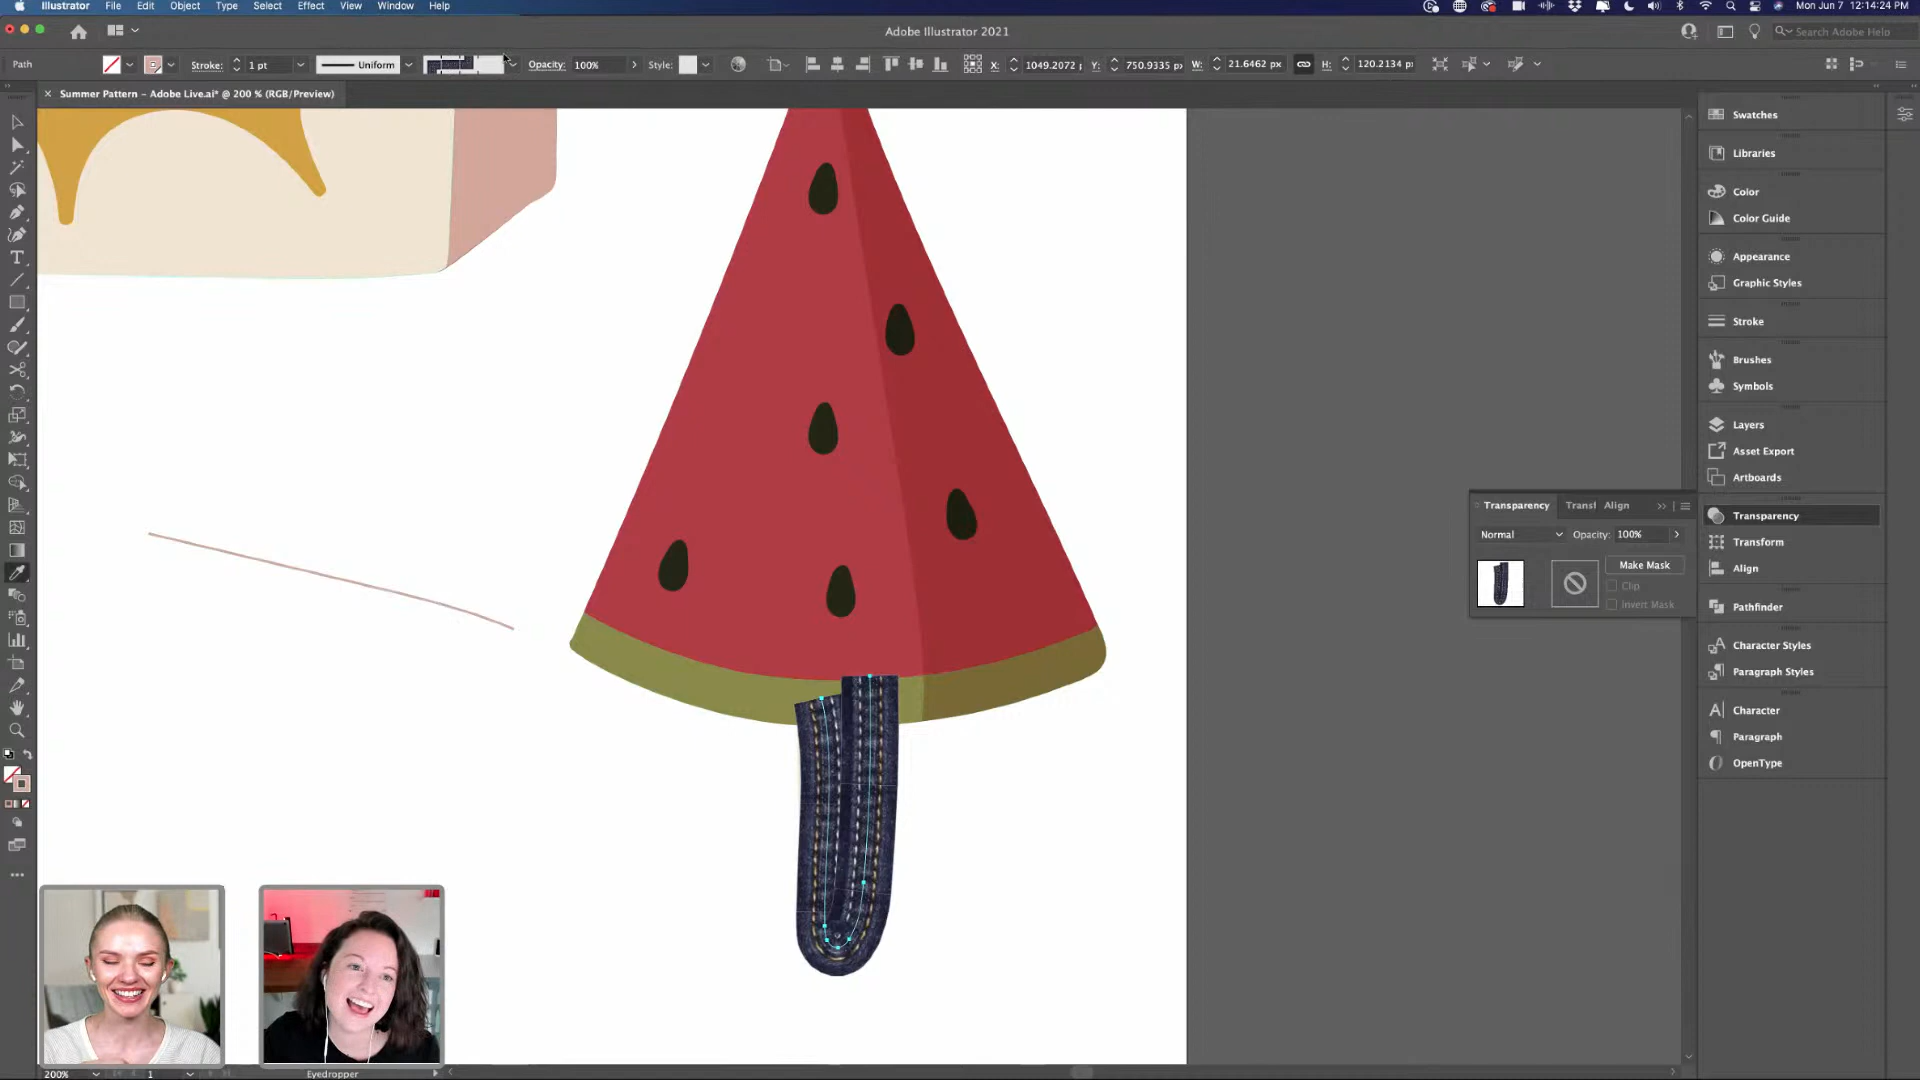 Illustrator File Edit Object Type Select Effect View Window Help
Mon Jun 7 12:14:24 PM
Adobe Illustrator 2021
Search Adobe Help
Path
Stroke: 1 pt
Uniform
Opacity: 100%
Style:
X: 1049.2072 p
Y: 750.9335 px
W: 21.6462 px
H: 120.2134 p
Summer Pattern - Adobe Live.ai* @ 200 % (RGB/Preview)
Swatches
Libraries
Color
Color Guide
Appearance
Graphic Styles
Stroke
Brushes
Symbols
Layers
Asset Export
Artboards
Transparency
Transform
Align
Pathfinder
Character Styles
Paragraph Styles
Character
Paragraph
OpenType
Transparency Transf Align
Normal Opacity: 100%
Make Mask
Clip
Invert Mask
200% 1 Eyedropper